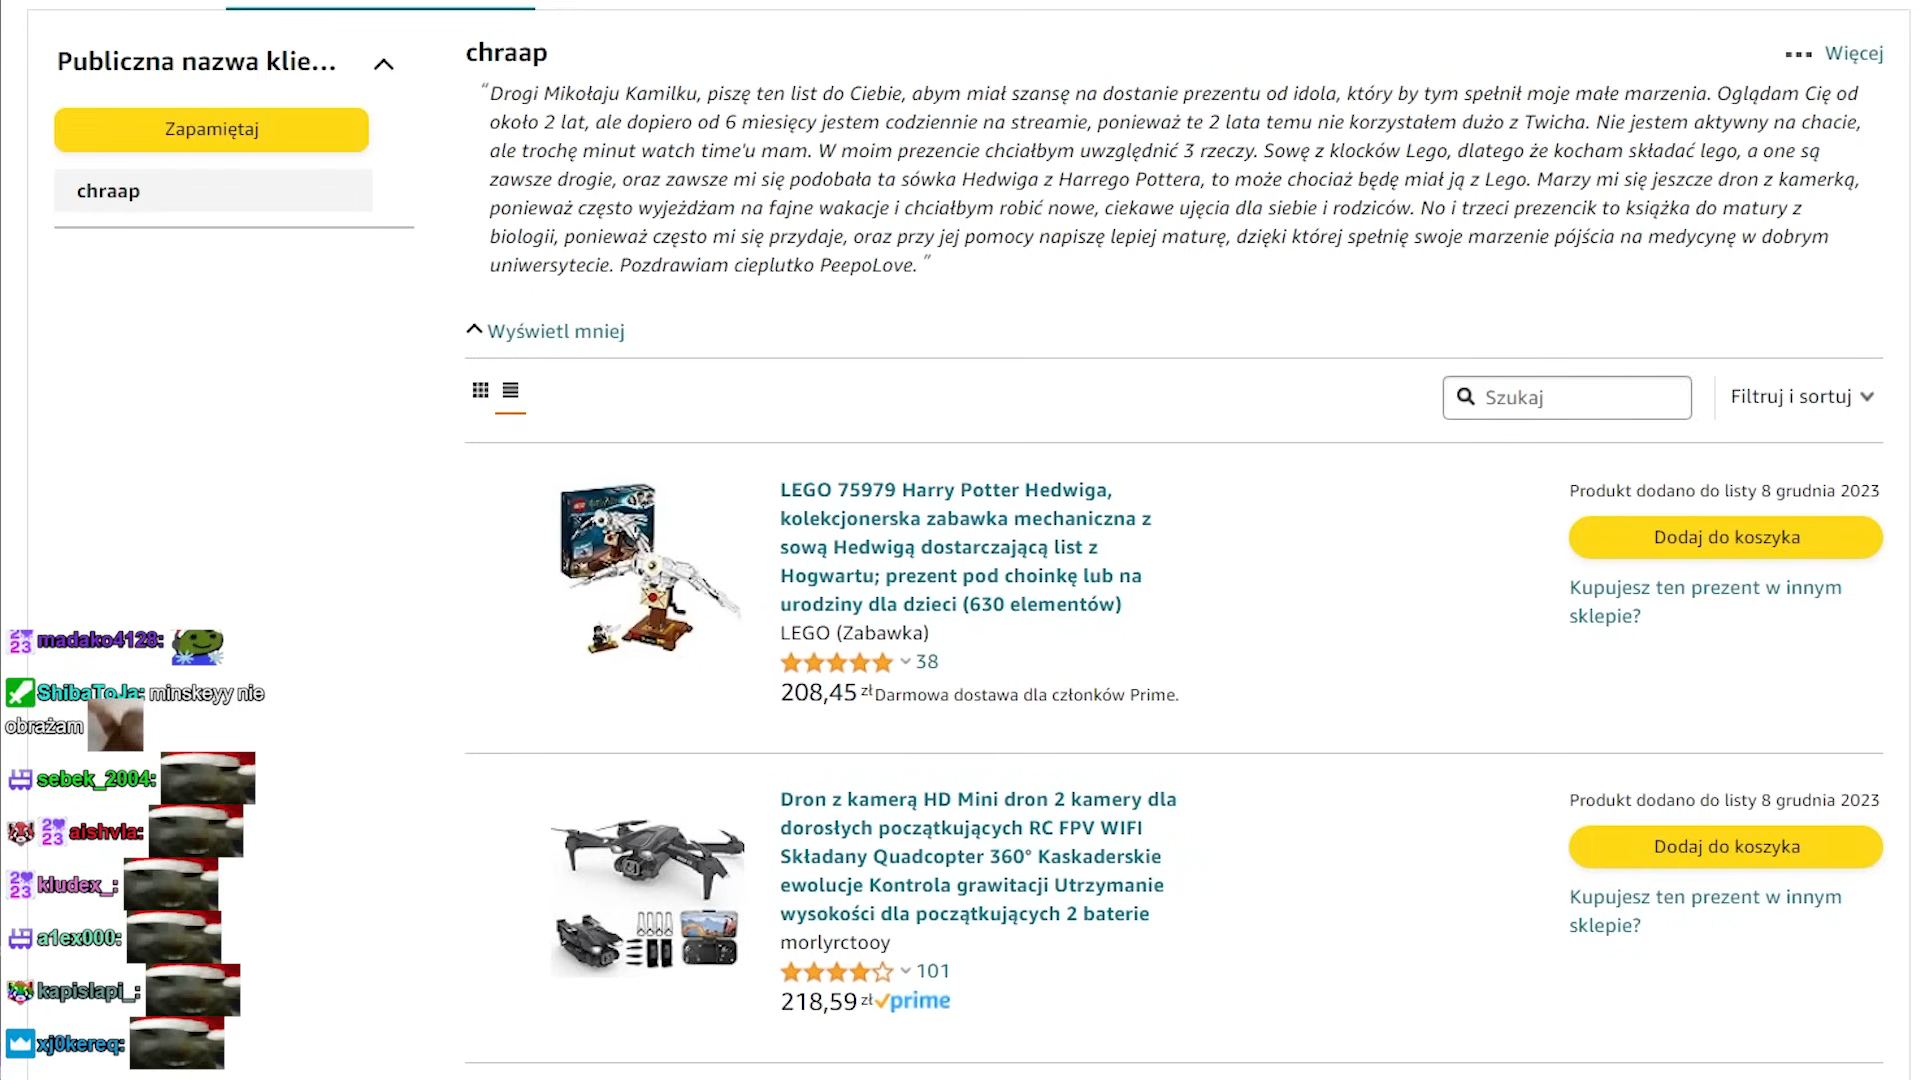 Publiczna nazwa klie...
Zapamiętaj
chraap
chraap
Więcej
"Drogi Mikołaju Kamilku, piszę ten list do Ciebie, abym miał szansę na dostanie prezentu od idola, który by tym spełnił moje małe marzenia. Oglądam Cię od
około 2 lat, ale dopiero od 6 miesięcy jestem codziennie na streamie, ponieważ te 2 lata temu nie korzystałem dużo z Twicha. Nie jestem aktywny na chacie,
ale trochę minut watch time'u mam. W moim prezencie chciałbym uwzględnić 3 rzeczy. Sowę z klocków Lego, dlatego że kocham składać lego, a one są
zawsze drogie, oraz zawsze mi się podobała ta sówka Hedwiga z Harrego Pottera, to może chociaż będę miał ją z Lego. Marzy mi się jeszcze dron z kamerką,
ponieważ często wyjeżdżam na fajne wakacje i chciałbym robić nowe, ciekawe ujęcia dla siebie i rodziców. No i trzeci prezencik to książka do matury z
biologii, ponieważ często mi się przydaje, oraz przy jej pomocy napiszę lepiej maturę, dzięki której spełnię swoje marzenie pójścia na medycynę w dobrym
uniwersytecie. Pozdrawiam cieplutko PeepoLove. "
Wyświetl mniej
Szukaj
Filtruj i sortuj
LEGO 75979 Harry Potter Hedwiga,
kolekcjonerska zabawka mechaniczna z
sową Hedwigą dostarczającą list z
Hogwartu; prezent pod choinkę lub na
urodziny dla dzieci (630 elementów)
LEGO (Zabawka)
38
208,45 zł Darmowa dostawa dla członków Prime.
Produkt dodano do listy 8 grudnia 2023
Dodaj do koszyka
Kupujesz ten prezent w innym
sklepie?
Dron z kamerą HD Mini dron 2 kamery dla
dorosłych początkujących RC FPV WIFI
Składany Quadcopter 360° Kaskaderskie
ewolucje Kontrola grawitacji Utrzymanie
wysokości dla początkujących 2 baterie
morlyrctooy
101
218,59 zł prime
Produkt dodano do listy 8 grudnia 2023
Dodaj do koszyka
Kupujesz ten prezent w innym
sklepie?
madako4128:
ShibaToJa: minskeyy nie
obrażam
sebek_2004:
aishvla:
kludex_:
a1ex000:
kapislapi_:
xj0kereq: